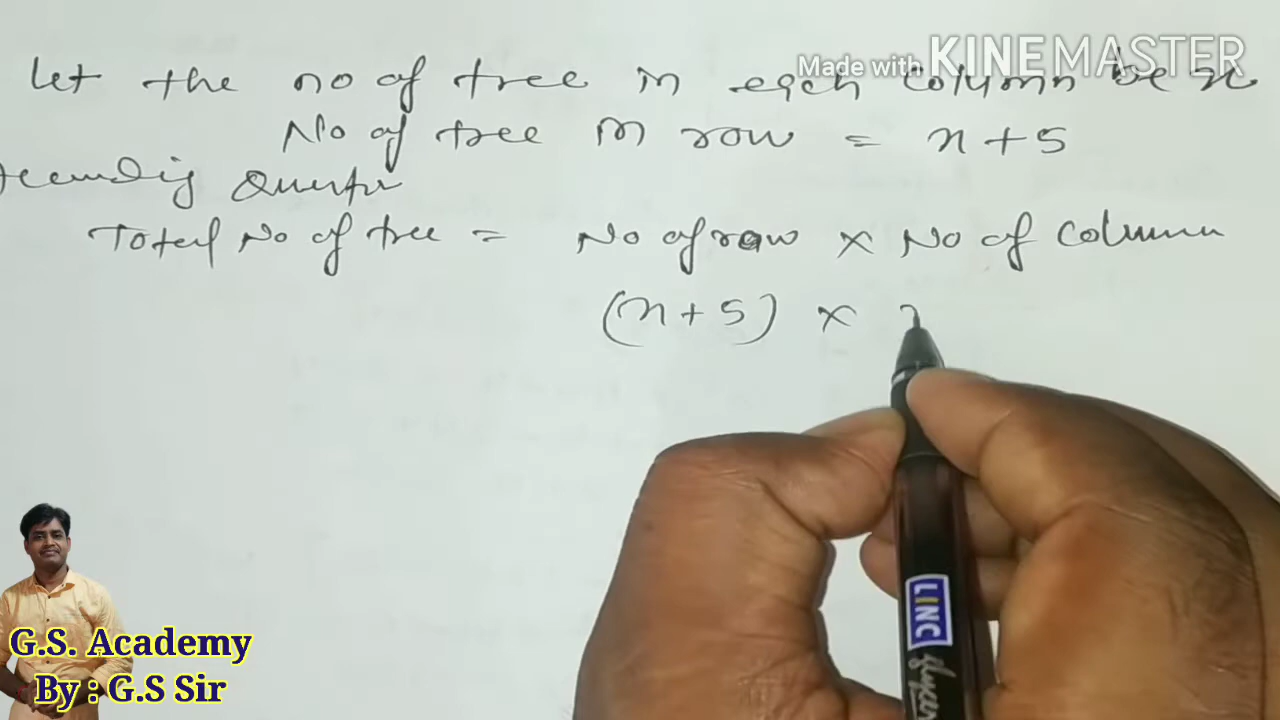 Made with KINEMASTER
Let the no of tree in each column be x
No of tree in row = x + 5
Total No of tree = No of row × No of column
(x + 5) ×
G.S. Academy
By : G.S Sir
LINC